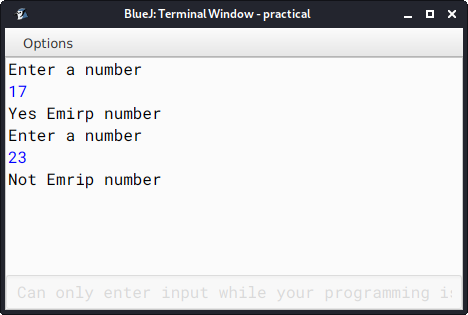 BlueJ: Terminal Window - practical
Options
Enter a number
17
Yes Emirp number
Enter a number
23
Not Emrip number
Can only enter input while your programming is